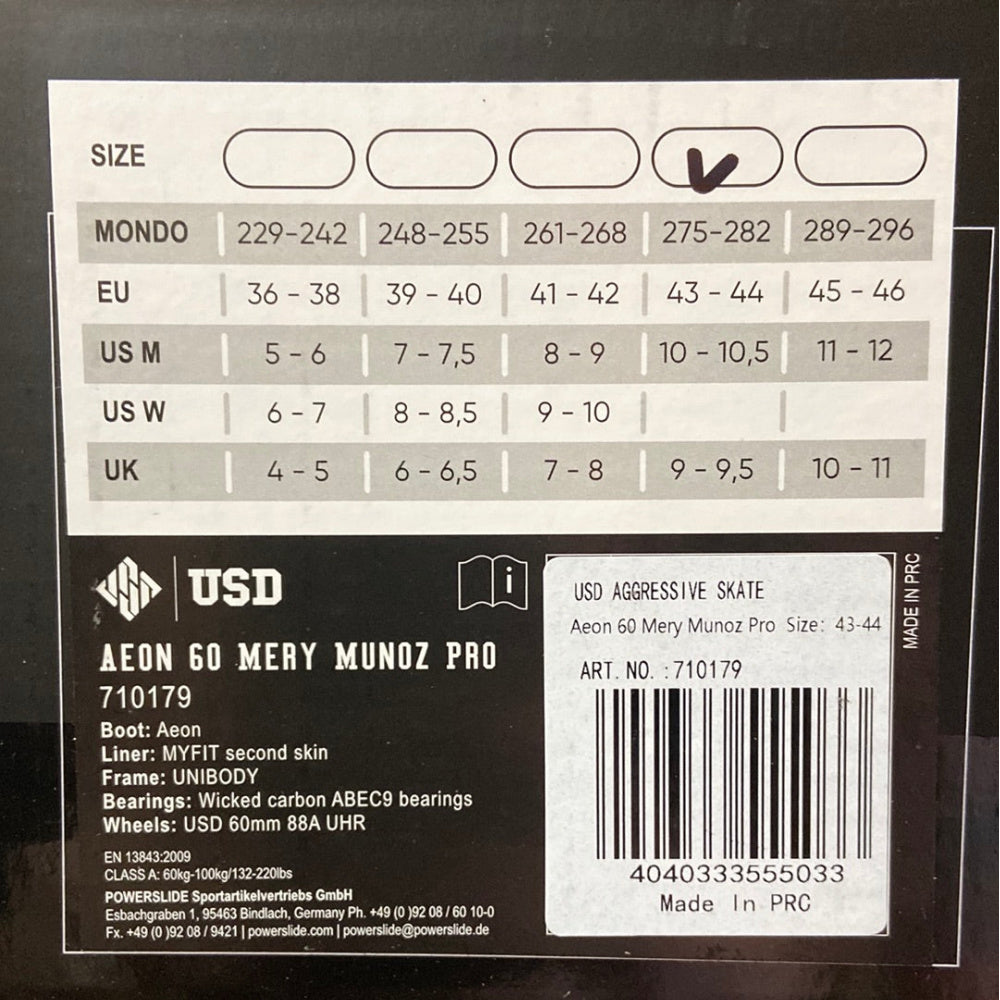 SIZE
MONDO 229-242 248-255 261-268 275-282 289-296
EU 36 - 38 39 - 40 41 - 42 43 - 44 45 - 46
US M 5 - 6 7 - 7,5 8 - 9 10 - 10,5 11 - 12
US W 6 - 7 8 - 8,5 9 - 10
UK 4 - 5 6 - 6,5 7 - 8 9 - 9,5 10 - 11
USD
i
AEON 60 MERY MUNOZ PRO
710179
Boot: Aeon
Liner: MYFIT second skin
Frame: UNIBODY
Bearings: Wicked carbon ABEC9 bearings
Wheels: USD 60mm 88A UHR
EN 13843:2009
CLASS A: 60kg-100kg/132-220lbs
POWERSLIDE Sportartikelvertriebs GmbH
Esbachgraben 1, 95463 Bindlach, Germany Ph. +49 (0 )92 08 / 60 10-0
Fx. +49 (0 )92 08 / 9421 | powerslide.com | powerslide@powerslide.de
USD AGGRESSIVE SKATE
Aeon 60 Mery Munoz Pro Size: 43-44
ART. NO. :710179
4040333555033
Made In PRC
MADE IN PRC